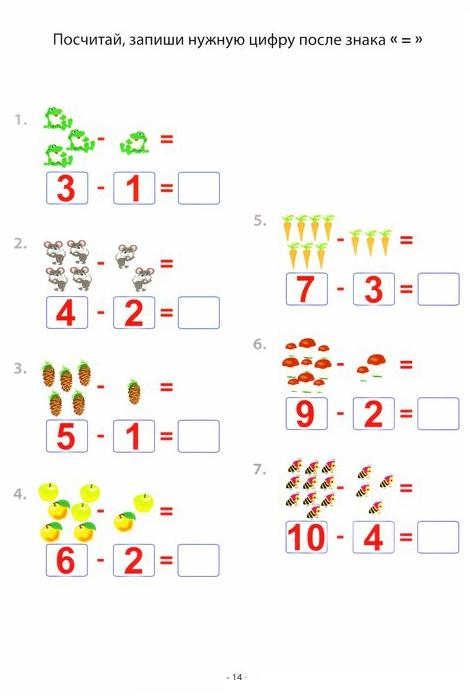 Посчитай, запиши нужную цифру после знака « = »
1.
- =
3 - 1 =
2.
- =
4 - 2 =
3.
- =
5 - 1 =
4.
- =
6 - 2 =
5.
- =
7 - 3 =
6.
- =
9 - 2 =
7.
- =
10 - 4 =
- 14 -